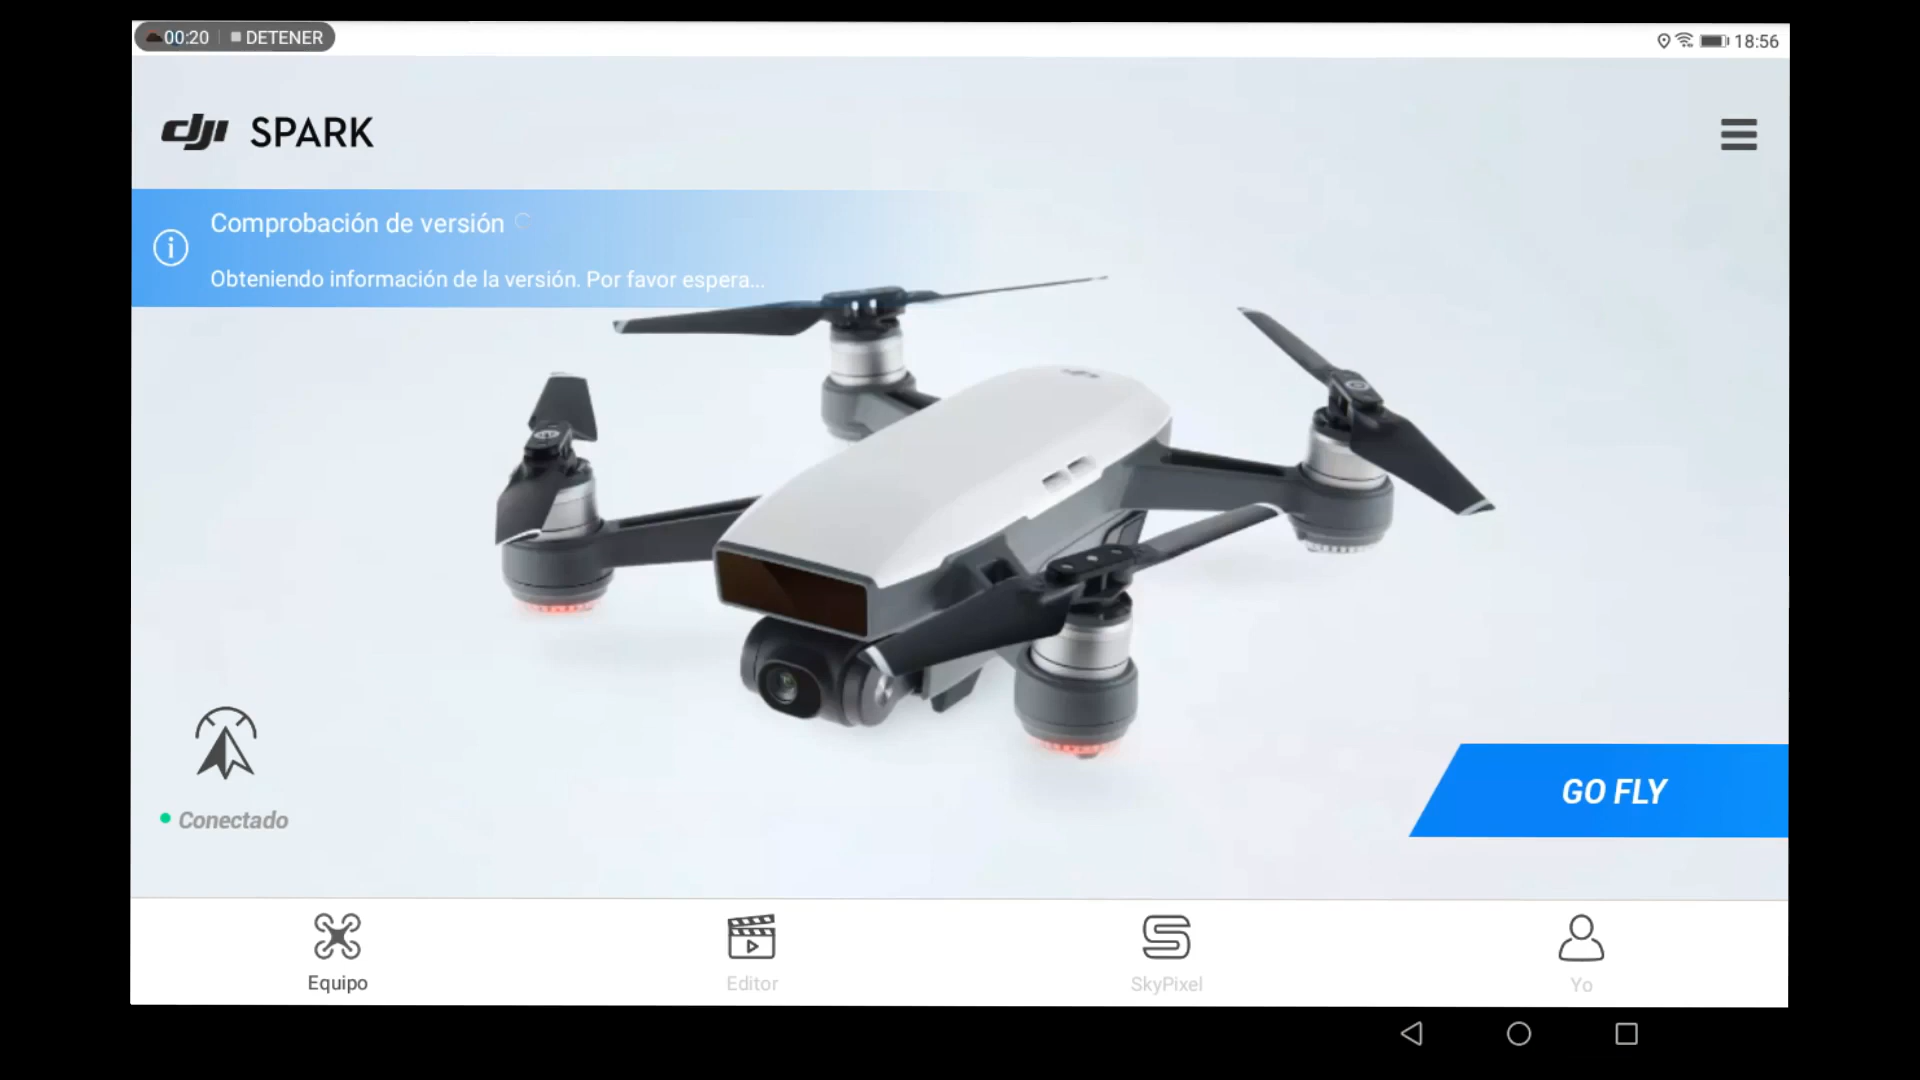 00:20 DETENER
18:56
dji SPARK
Comprobación de versión
Obteniendo información de la versión. Por favor espera...
Conectado
GO FLY
Equipo
Editor
SkyPixel
Yo